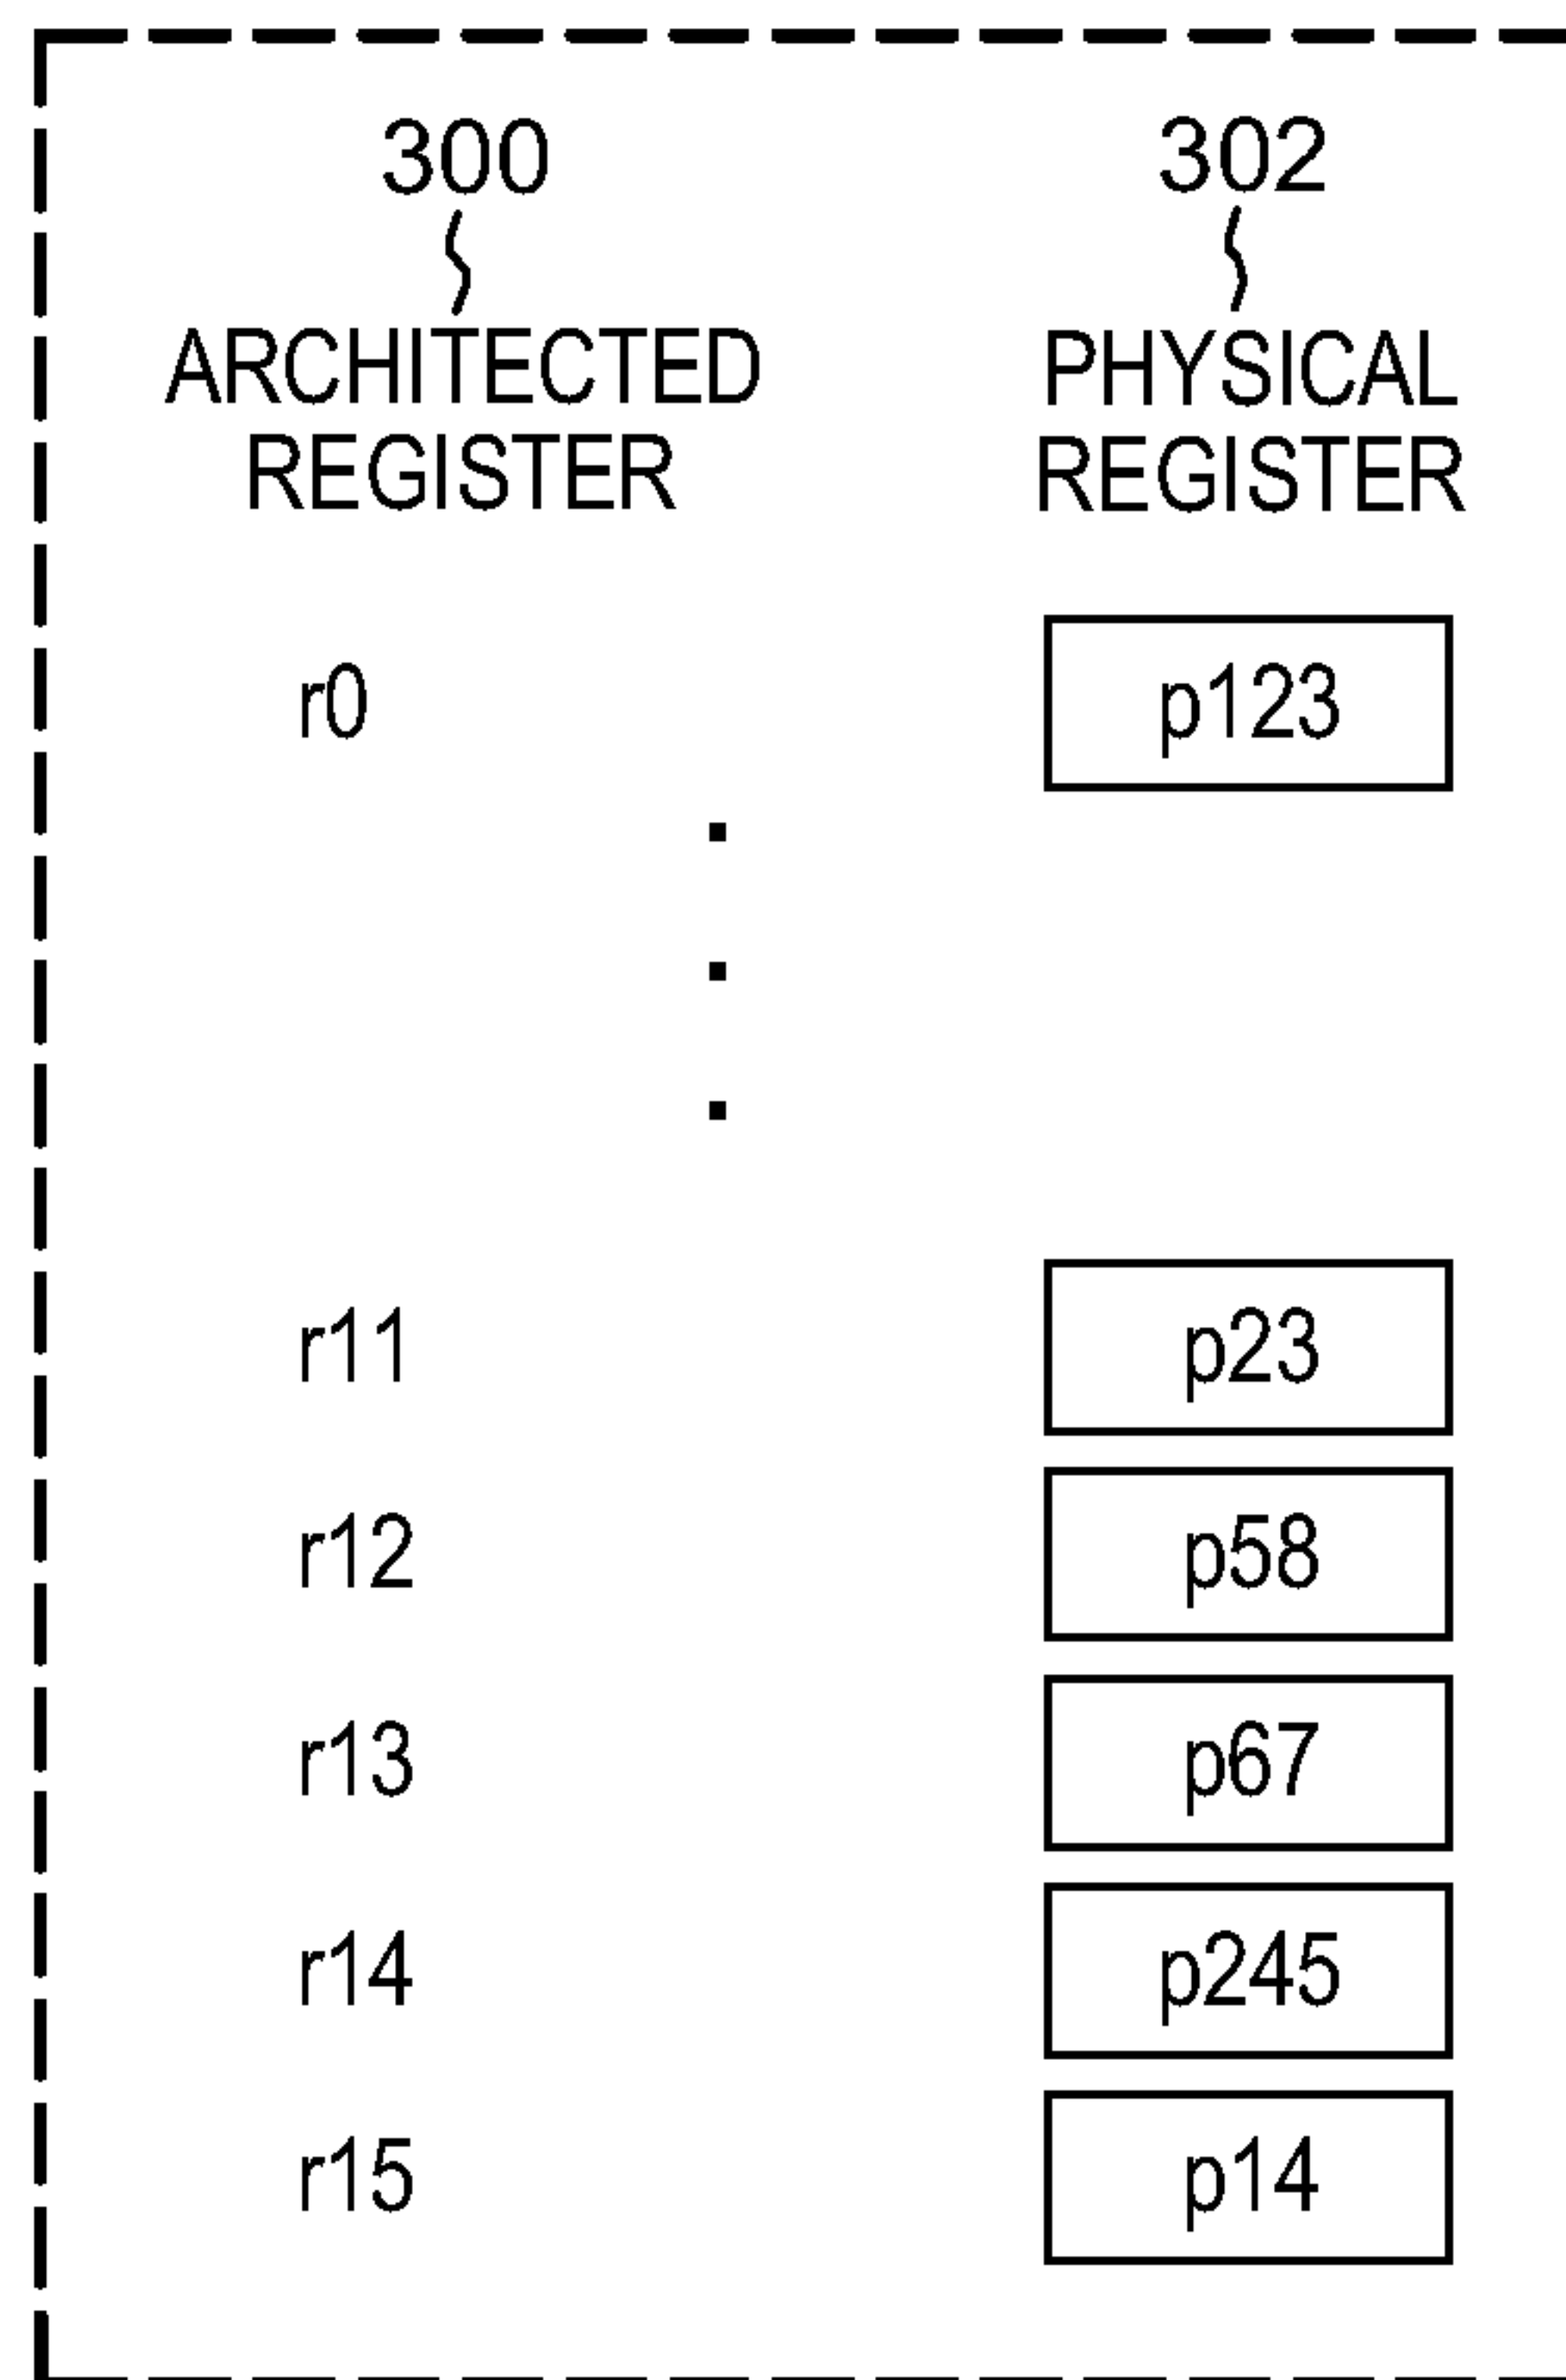 300 302
ARCHITECTED PHYSICAL
REGISTER REGISTER
r0 p123
.
.
.
r11 p23
r12 p58
r13 p67
r14 p245
r15 p14